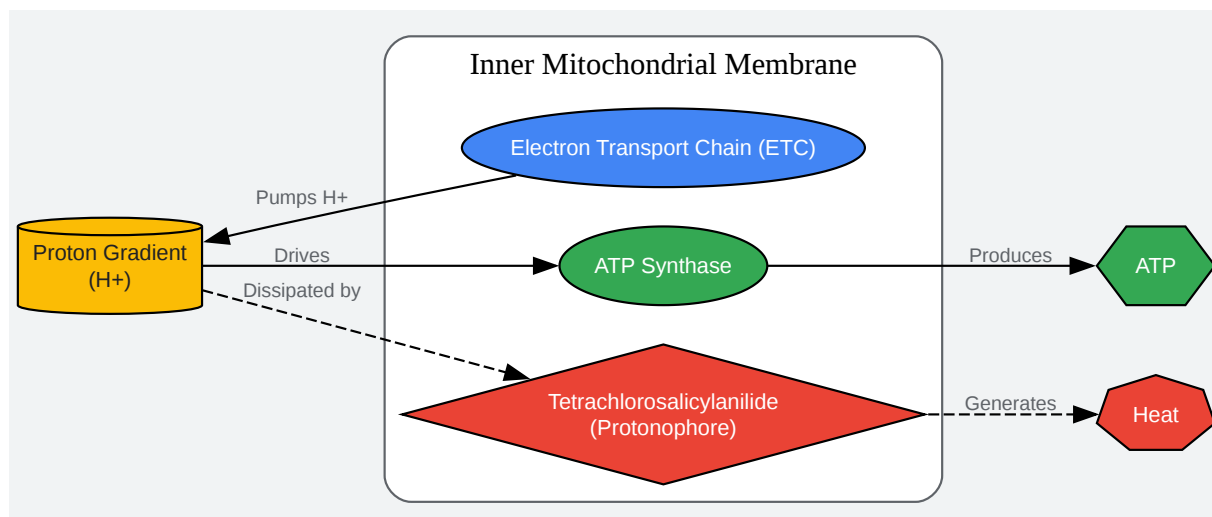 Inner Mitochondrial Membrane
Electron Transport Chain (ETC)
Pumps H+
Proton Gradient
(H+)
Drives
ATP Synthase
Produces
ATP
Dissipated by
Tetrachlorosalicylanilide
(Protonophore)
Generates
Heat